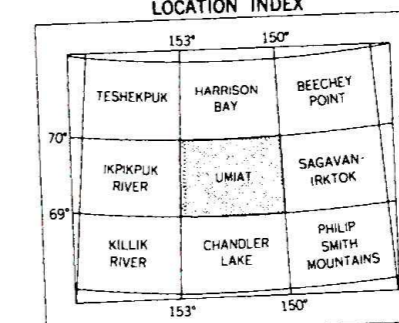 LOCATION INDEX
153° 150°
TESHEKPUK
HARRISON
BAY
BEECHEY
POINT
70°
IKPIKPUK
RIVER
UMIAT
SAGAVAN-
IRKTOK
69°
KILLIK
RIVER
CHANDLER
LAKE
PHILIP
SMITH
MOUNTAINS
153° 150°